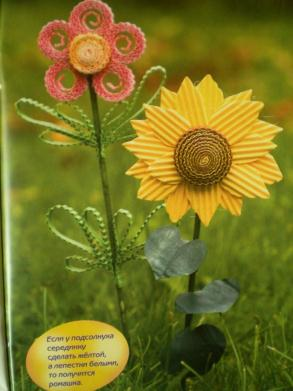 Если у подсолнуха
серединку
сделать жёлтой,
а лепестки белыми,
то получится
ромашка.